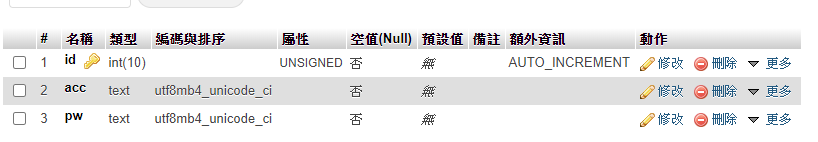 # 名稱 類型 編碼與排序 屬性 空值(Null) 預設值 備註 額外資訊 動作
1 id int(10) UNSIGNED 否 無 AUTO_INCREMENT 修改 刪除 更多
2 acc text utf8mb4_unicode_ci 否 無 修改 刪除 更多
3 pw text utf8mb4_unicode_ci 否 無 修改 刪除 更多